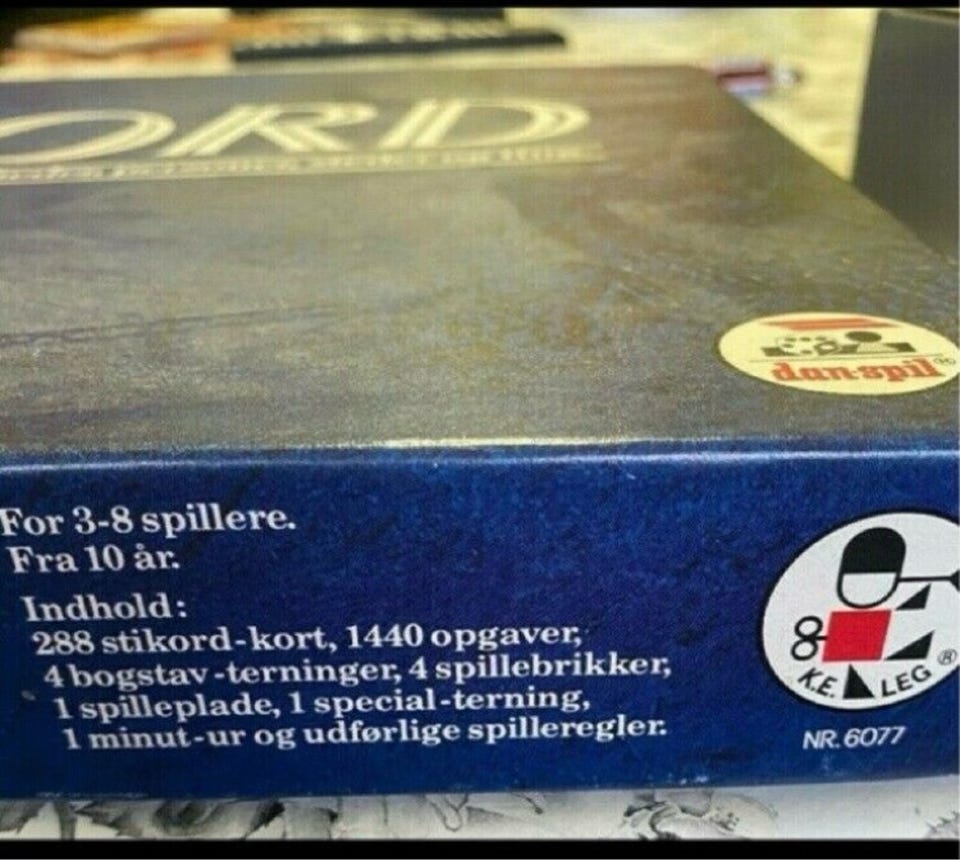 ORD
dan-spil ®
For 3-8 spillere.
Fra 10 år.
Indhold:
288 stikord-kort, 1440 opgaver,
4 bogstav-terninger, 4 spillebrikker,
1 spilleplade, 1 special-terning,
1 minut-ur og udførlige spilleregler.
K.E. LEG ®
NR. 6077